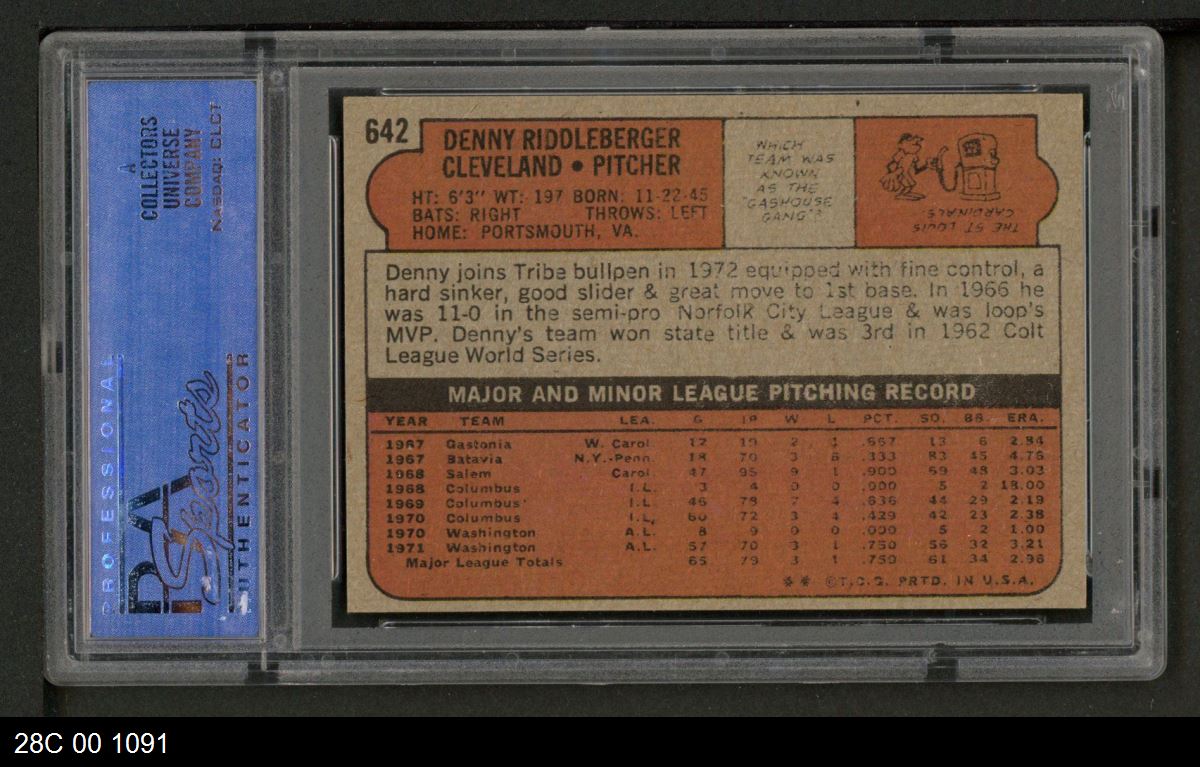 A
COLLECTORS
UNIVERSE
COMPANY
NASDAQ: CLCT
PROFESSIONAL
PSA
Sports
AUTHENTICATOR
642
DENNY RIDDLEBERGER
CLEVELAND • PITCHER
HT: 6'3" WT: 197 BORN: 11-22-45
BATS: RIGHT THROWS: LEFT
HOME: PORTSMOUTH, VA.
WHICH
TEAM WAS
KNOWN
AS THE
"GASHOUSE
GANG"?
THE ST. LOUIS
CARDINALS
Denny joins Tribe bullpen in 1972 equipped with fine control, a
hard sinker, good slider & great move to 1st base. In 1966 he
was 11-0 in the semi-pro Norfolk City League & was loop's
MVP. Denny's team won state title & was 3rd in 1962 Colt
League World Series.
MAJOR AND MINOR LEAGUE PITCHING RECORD
YEAR TEAM LEA. G IP W L PCT. SO. BB. ERA.
1967 Gastonia W. Carol. 12 19 2 1 .667 13 6 2.84
1967 Batavia N.Y.-Penn. 18 70 3 6 .333 83 45 4.76
1968 Salem Carol. 47 95 9 1 .900 59 48 3.03
1968 Columbus I.L. 3 4 0 0 .000 5 2 18.00
1969 Columbus I.L. 46 78 7 4 .636 44 29 2.19
1970 Columbus I.L. 60 72 3 4 .429 42 23 2.38
1970 Washington A.L. 8 9 0 0 .000 5 2 1.00
1971 Washington A.L. 57 70 3 1 .750 56 32 3.21
Major League Totals 65 79 3 1 .750 61 34 2.96
** ©T.C.G. PRTD. IN U.S.A.
28C 00 1091